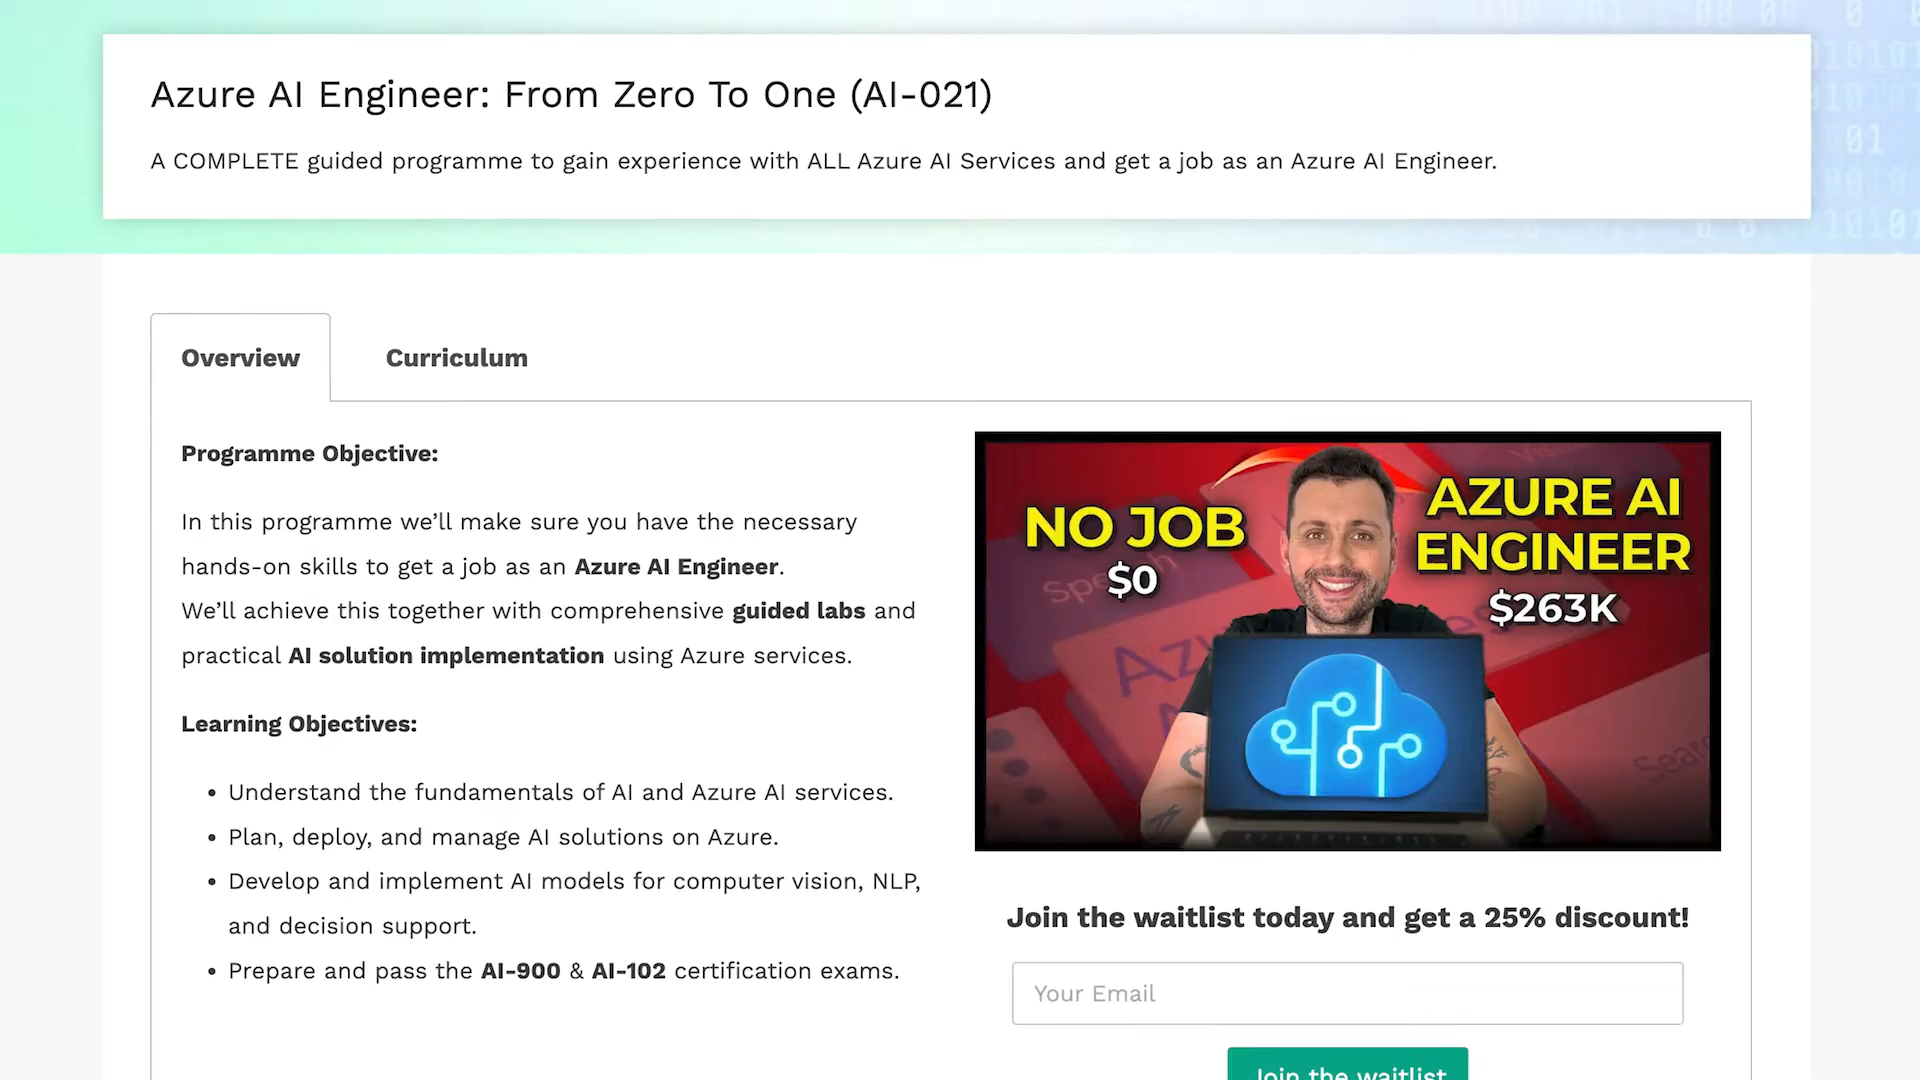 Azure AI Engineer: From Zero To One (AI-021)
A COMPLETE guided programme to gain experience with ALL Azure AI Services and get a job as an Azure AI Engineer.
Overview
Curriculum
Programme Objective:
In this programme we’ll make sure you have the necessary
hands-on skills to get a job as an Azure AI Engineer.
We’ll achieve this together with comprehensive guided labs and
practical AI solution implementation using Azure services.
Learning Objectives:
• Understand the fundamentals of AI and Azure AI services.
• Plan, deploy, and manage AI solutions on Azure.
• Develop and implement AI models for computer vision, NLP,
and decision support.
• Prepare and pass the AI-900 & AI-102 certification exams.
NO JOB
$0
AZURE AI
ENGINEER
$263K
Join the waitlist today and get a 25% discount!
Your Email
Join the waitlist